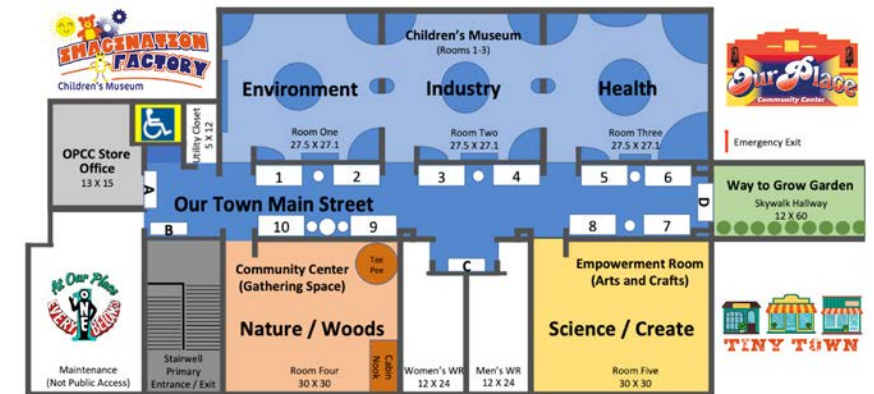 IMAGINATION
FACTORY
Children's Museum
Children's Museum
(Rooms 1-3)
Environment
Industry
Health
Room One
27.5 X 27.1
Room Two
27.5 X 27.1
Room Three
27.5 X 27.1
Our Place
Community Center
Emergency Exit
Utility Closet
5 X 12
OPCC Store
Office
13 X 15
A
B
1
2
3
4
5
6
D
Our Town Main Street
10
9
8
7
C
Way to Grow Garden
Skywalk Hallway
12 X 60
At Our Place
EVERY
ONE
BELONGS
Maintenance
(Not Public Access)
Stairwell
Primary
Entrance / Exit
Community Center
(Gathering Space)
Tee
Pee
Nature / Woods
Cabin
Nook
Room Four
30 X 30
Women's WR
12 X 24
Men's WR
12 X 24
Empowerment Room
(Arts and Crafts)
Science / Create
Room Five
30 X 30
TINY TOWN